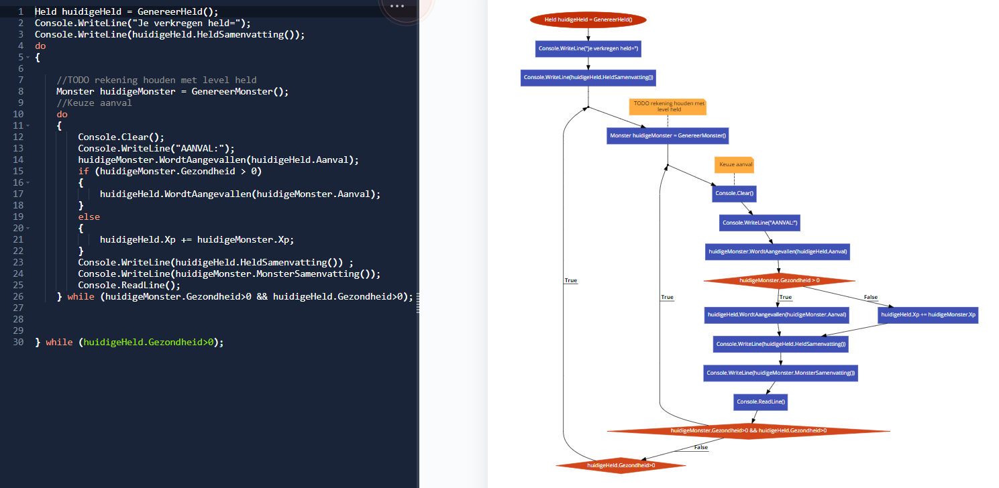 1 Held huidigeHeld = GenereerHeld();
2 Console.WriteLine("Je verkregen held=");
3 Console.WriteLine(huidigeHeld.HeldSamenvatting());
4 do
5 {
6
7 //TODO rekening houden met level held
8 Monster huidigeMonster = GenereerMonster();
9 //Keuze aanval
10 do
11 {
12 Console.Clear();
13 Console.WriteLine("AANVAL:");
14 huidigeMonster.WordtAangevallen(huidigeHeld.Aanval);
15 if (huidigeMonster.Gezondheid > 0)
16 {
17 huidigeHeld.WordtAangevallen(huidigeMonster.Aanval);
18 }
19 else
20 {
21 huidigeHeld.Xp += huidigeMonster.Xp;
22 }
23 Console.WriteLine(huidigeHeld.HeldSamenvatting()) ;
24 Console.WriteLine(huidigeMonster.MonsterSamenvatting());
25 Console.ReadLine();
26 } while (huidigeMonster.Gezondheid>0 && huidigeHeld.Gezondheid>0);
27
28
29
30 } while (huidigeHeld.Gezondheid>0);
Held huidigeHeld = GenereerHeld()
Console.WriteLine("Je verkregen held=")
Console.WriteLine(huidigeHeld.HeldSamenvatting())
TODO rekening houden met
level held
Monster huidigeMonster = GenereerMonster()
Keuze aanval
Console.Clear()
Console.WriteLine("AANVAL:")
huidigeMonster.WordtAangevallen(huidigeHeld.Aanval)
huidigeMonster.Gezondheid > 0
True
True
True
False
huidigeHeld.WordtAangevallen(huidigeMonster.Aanval)
huidigeHeld.Xp += huidigeMonster.Xp
Console.WriteLine(huidigeHeld.HeldSamenvatting())
Console.WriteLine(huidigeMonster.MonsterSamenvatting())
Console.ReadLine()
huidigeMonster.Gezondheid>0 && huidigeHeld.Gezondheid>0
False
huidigeHeld.Gezondheid>0